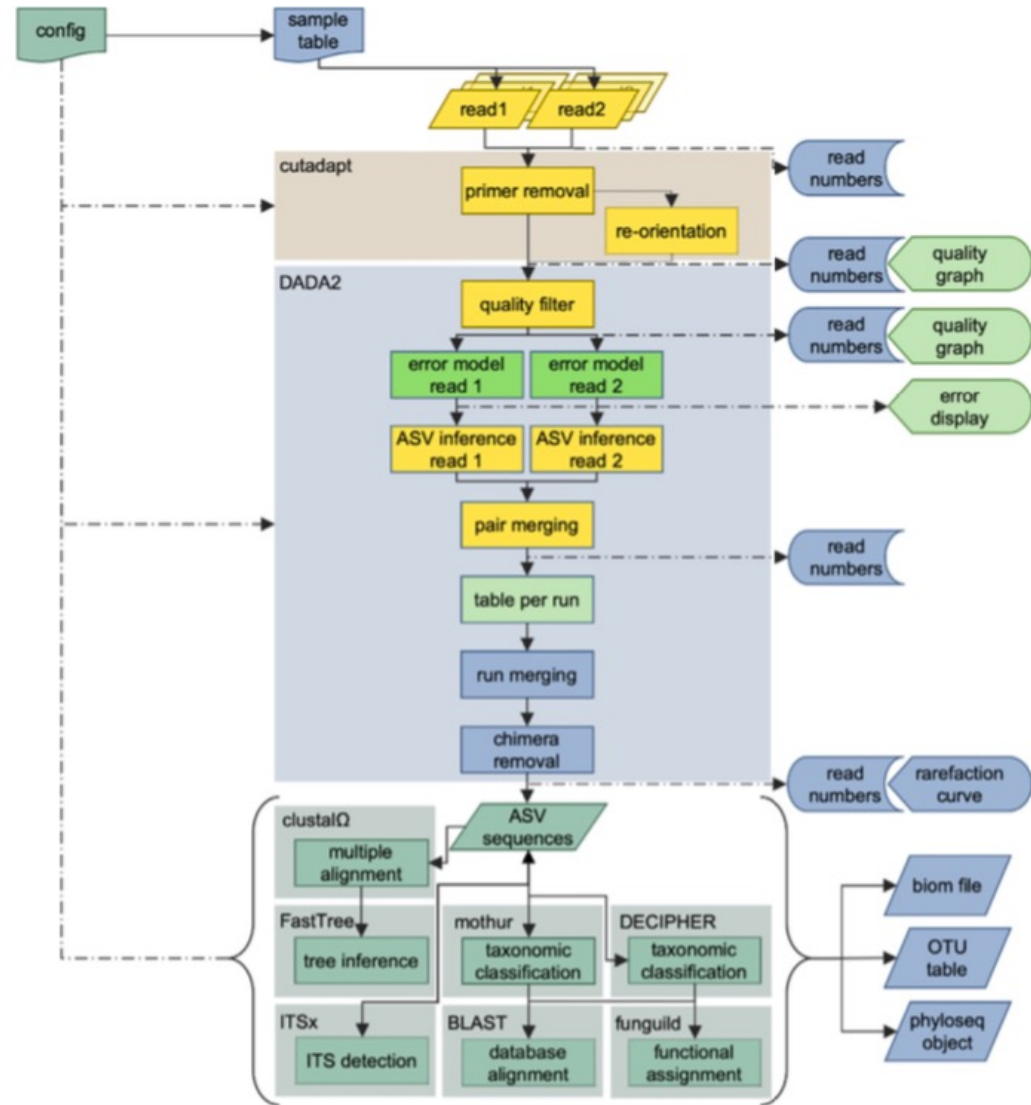 config
sample
table
read1
read2
read
numbers
cutadapt
primer removal
re-orientation
read
numbers
quality
graph
DADA2
quality filter
read
numbers
quality
graph
error model
read 1
error model
read 2
error
display
ASV inference
read 1
ASV inference
read 2
pair merging
read
numbers
table per run
run merging
chimera
removal
read
numbers
rarefaction
curve
ASV
sequences
clustalΩ
multiple
alignment
biom file
FastTree
tree inference
mothur
taxonomic
classification
DECIPHER
taxonomic
classification
OTU
table
ITSx
ITS detection
BLAST
database
alignment
funguild
functional
assignment
phyloseq
object